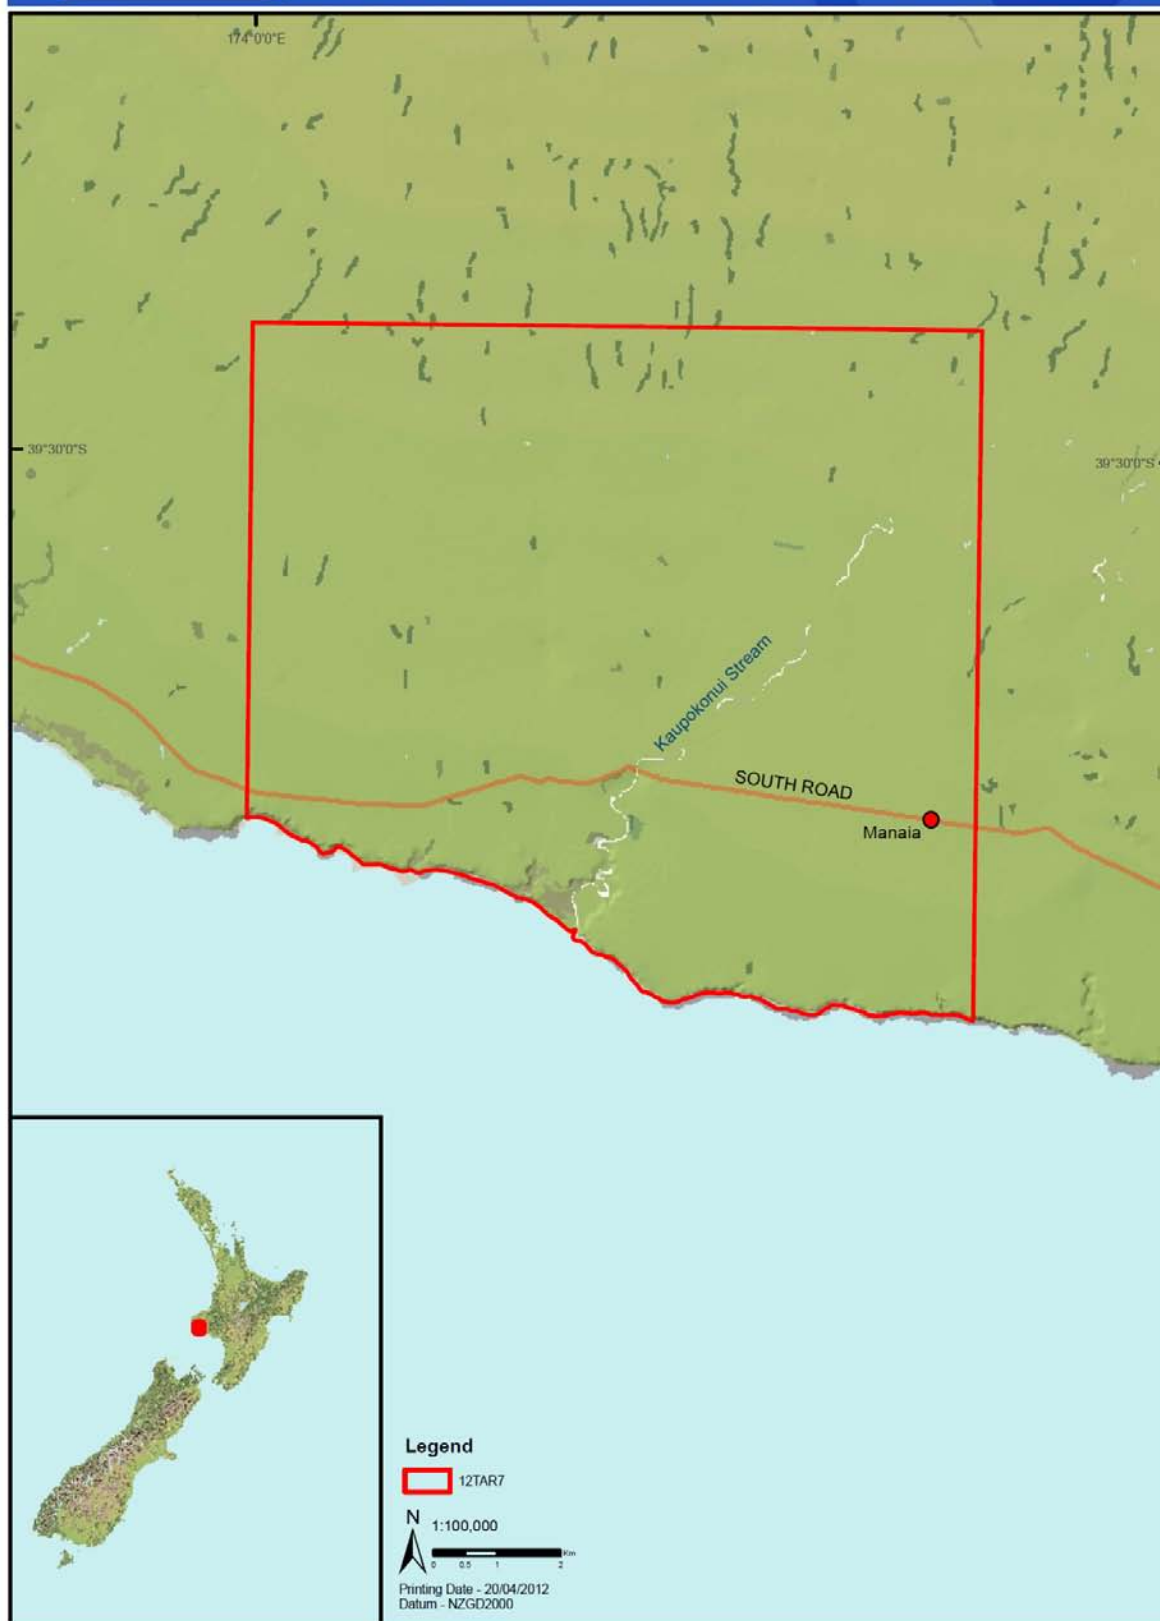 174°0'0"E
39°30'0"S
39°30'0"S
Kaupokonui Stream
SOUTH ROAD
Manaia
Legend
12TAR7
N
1:100,000
Km
0 0.5 1 2
Printing Date - 20/04/2012
Datum - NZGD2000